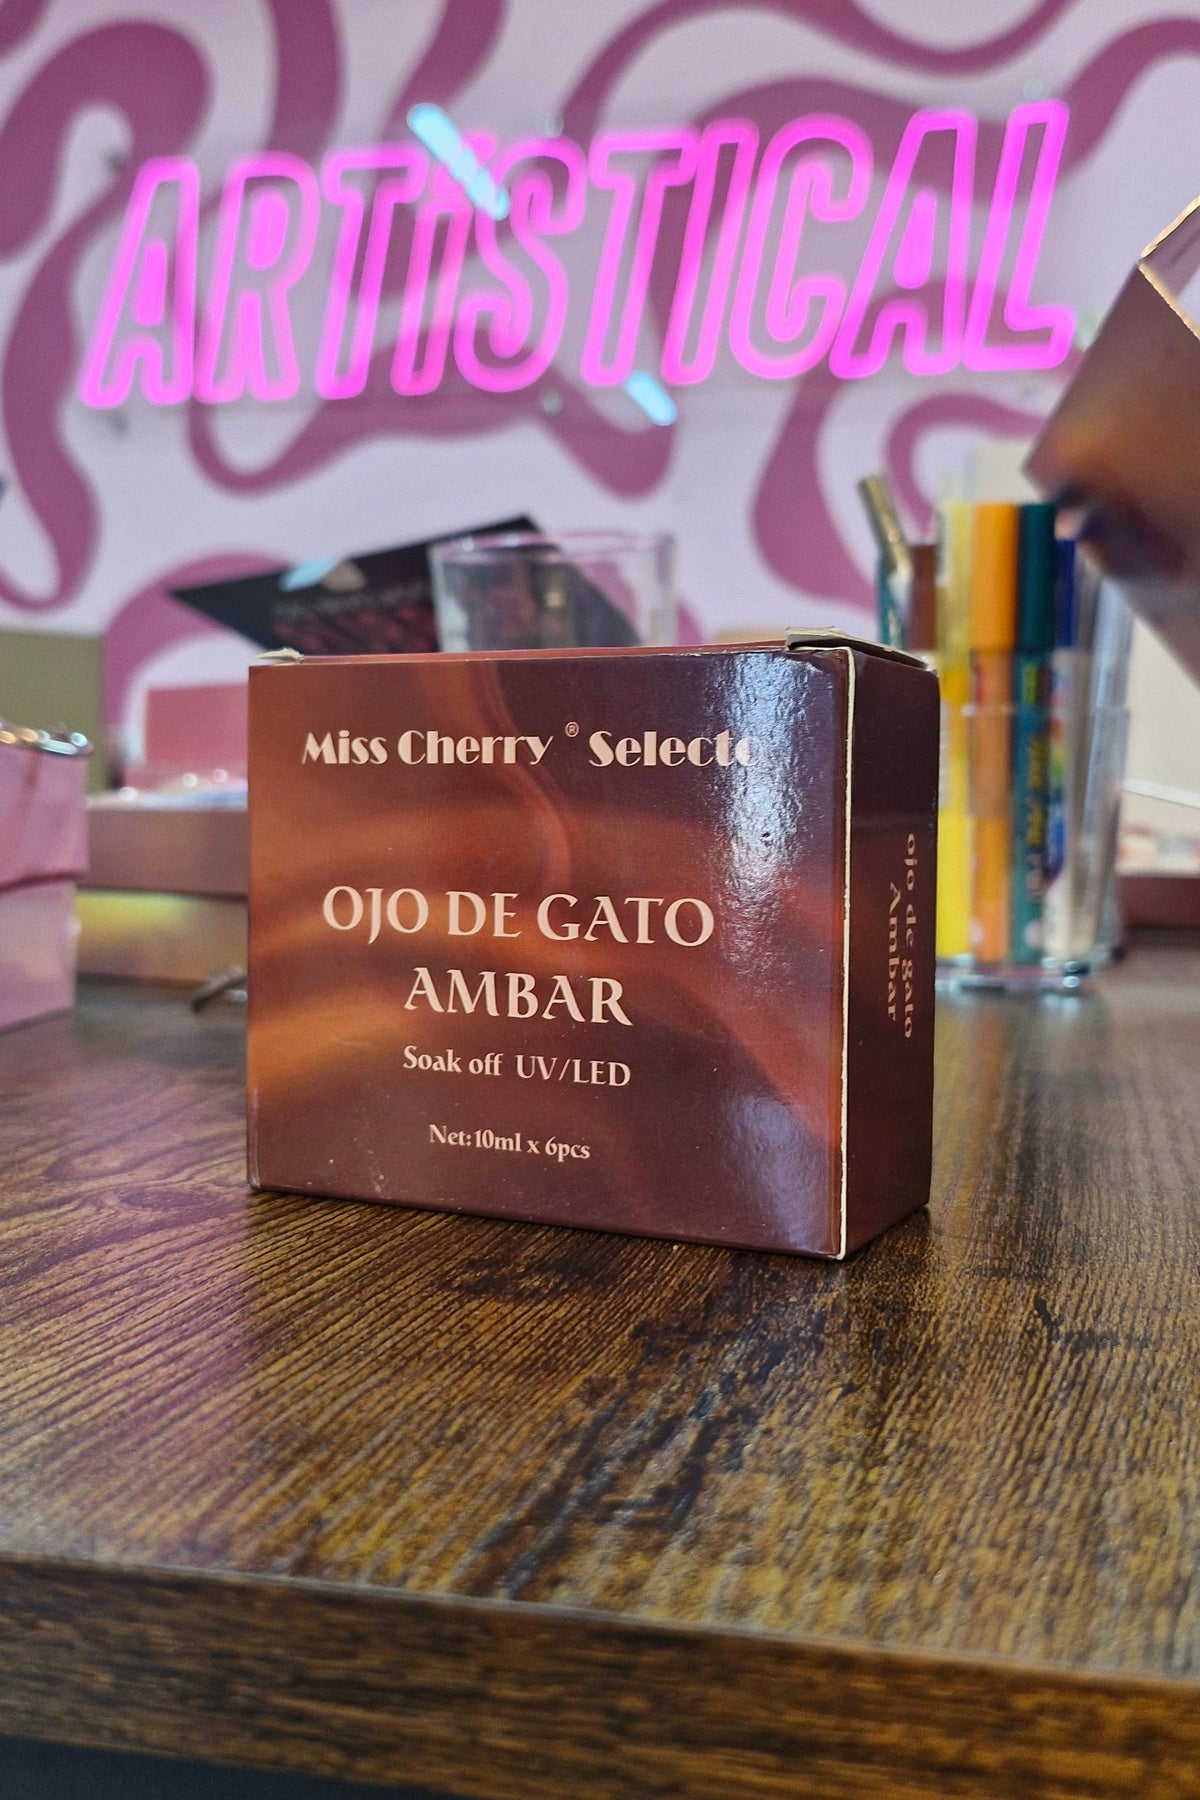 ARTiSTICAL
Miss Cherry ® Selecto
OJO DE GATO
AMBAR
Soak off UV/LED
Net:10ml x 6pcs
ojo de gato
Ambar